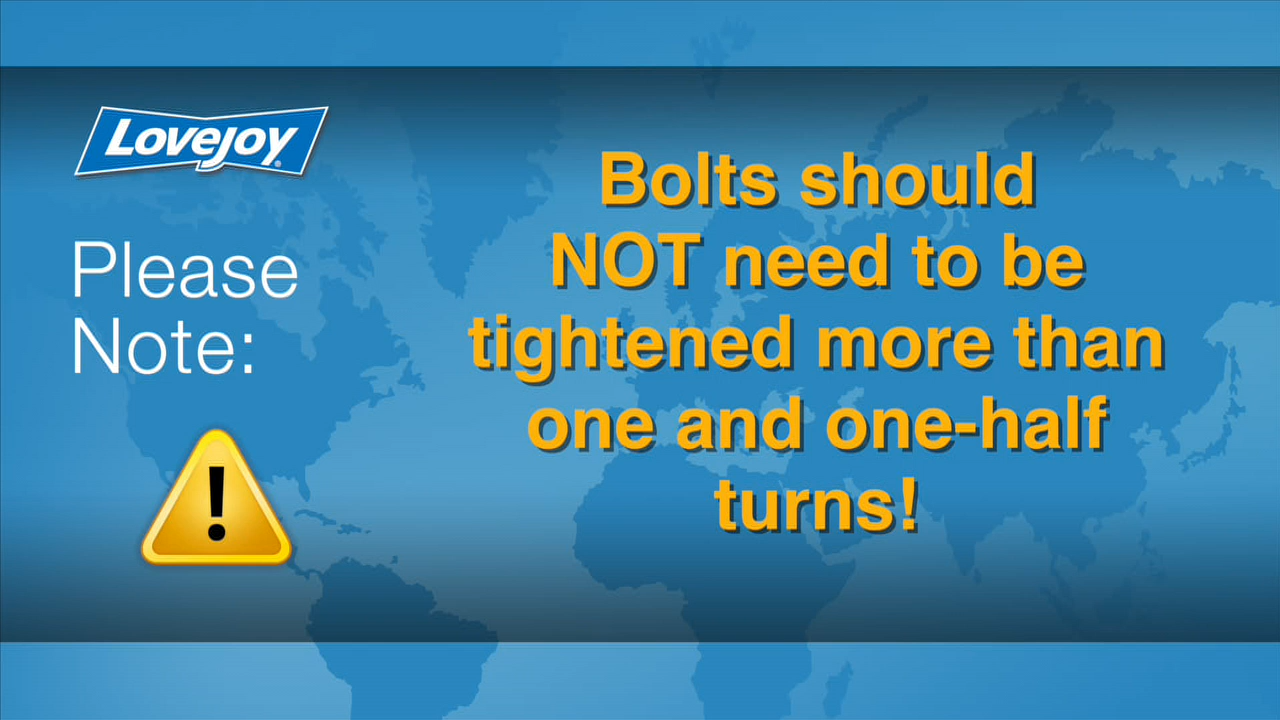 Lovejoy®
Please
Note:
!
Bolts should
NOT need to be
tightened more than
one and one-half
turns!